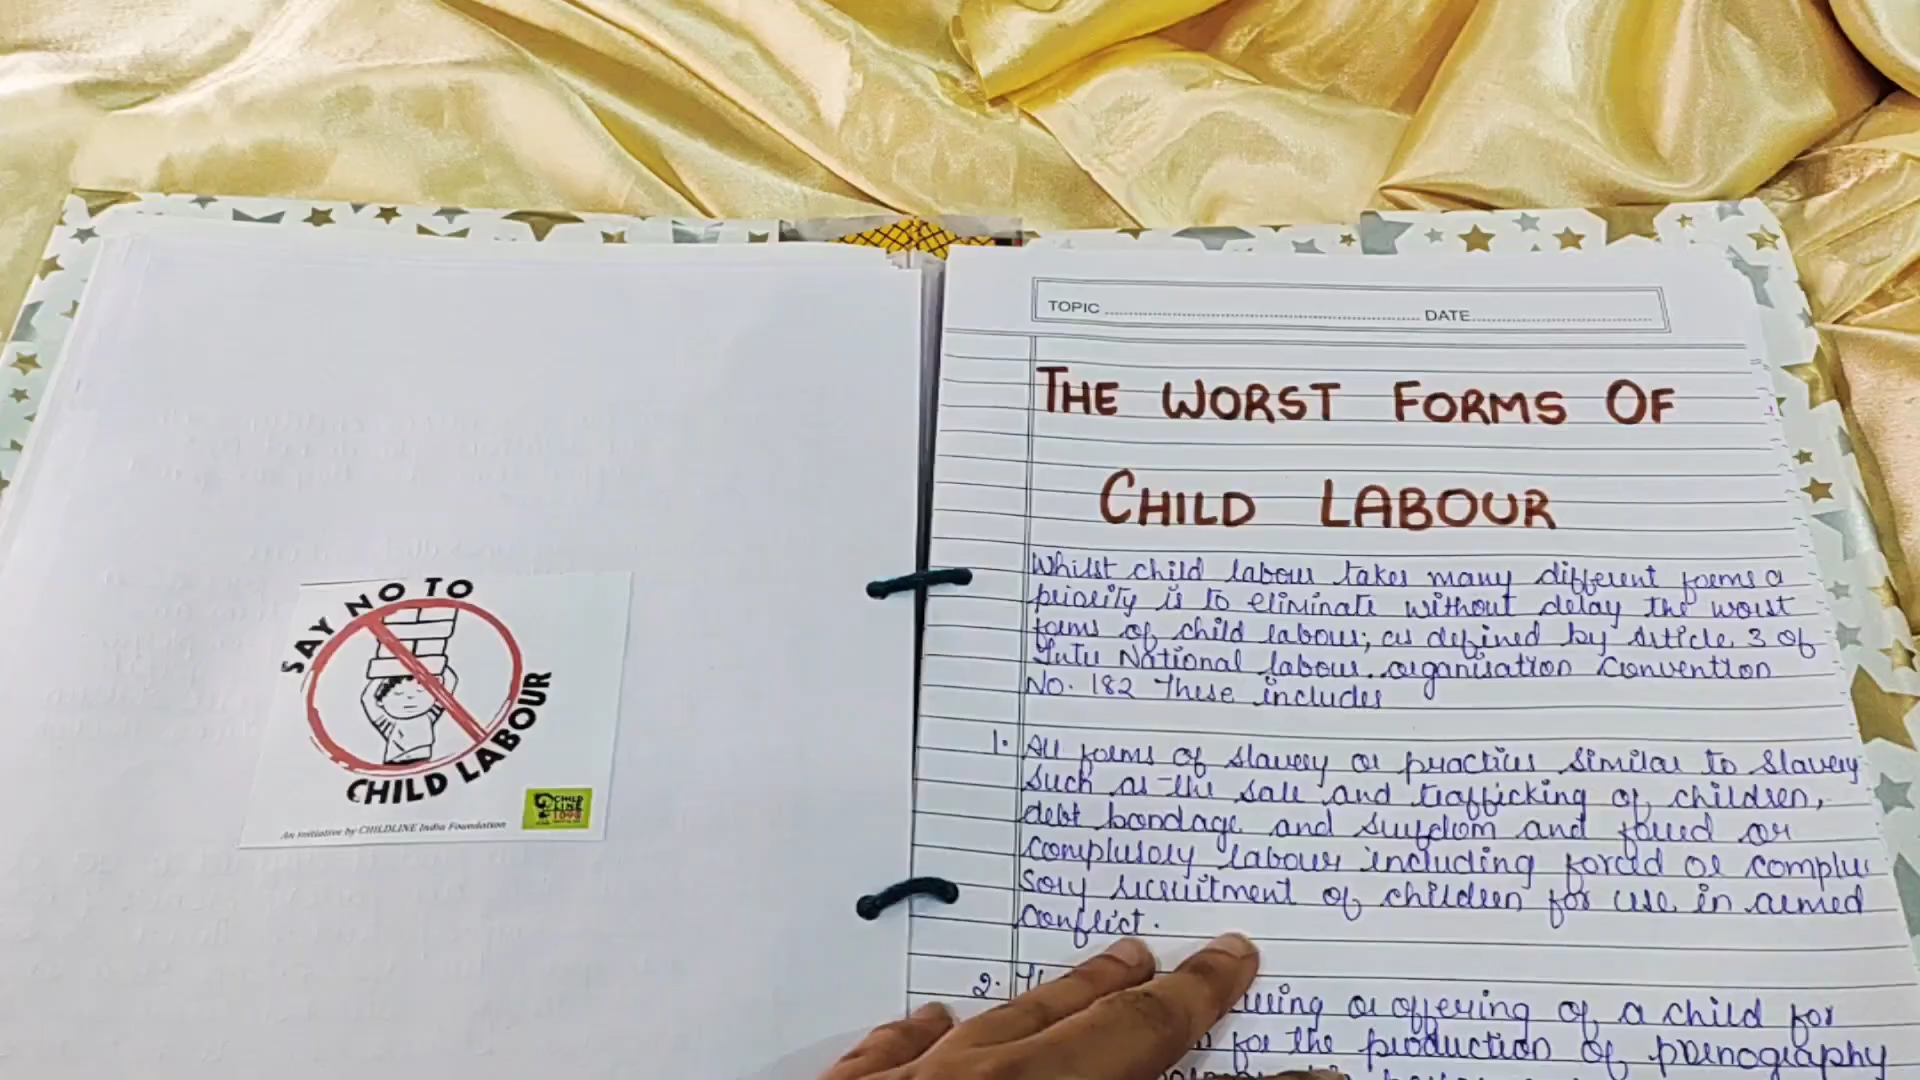 SAY NO TO
CHILD LABOUR
An initiative by CHILDLINE India Foundation
CHILD
LINE
1098
TOPIC DATE
THE WORST FORMS OF
CHILD LABOUR
Whilst child labour takes many different forms a
priority is to eliminate without delay the worst
forms of child labour; as defined by Article 3 of
National labour organisation Convention
No. 182 These includes
1. All forms of slavery or practices similar to slavery
such as the sale and trafficking of children,
debt bondage and and forced or
complusory labour including forced or complu
sory recruitment of children for use in armed
conflict.
2. or offering of a child for
for the production of pornography